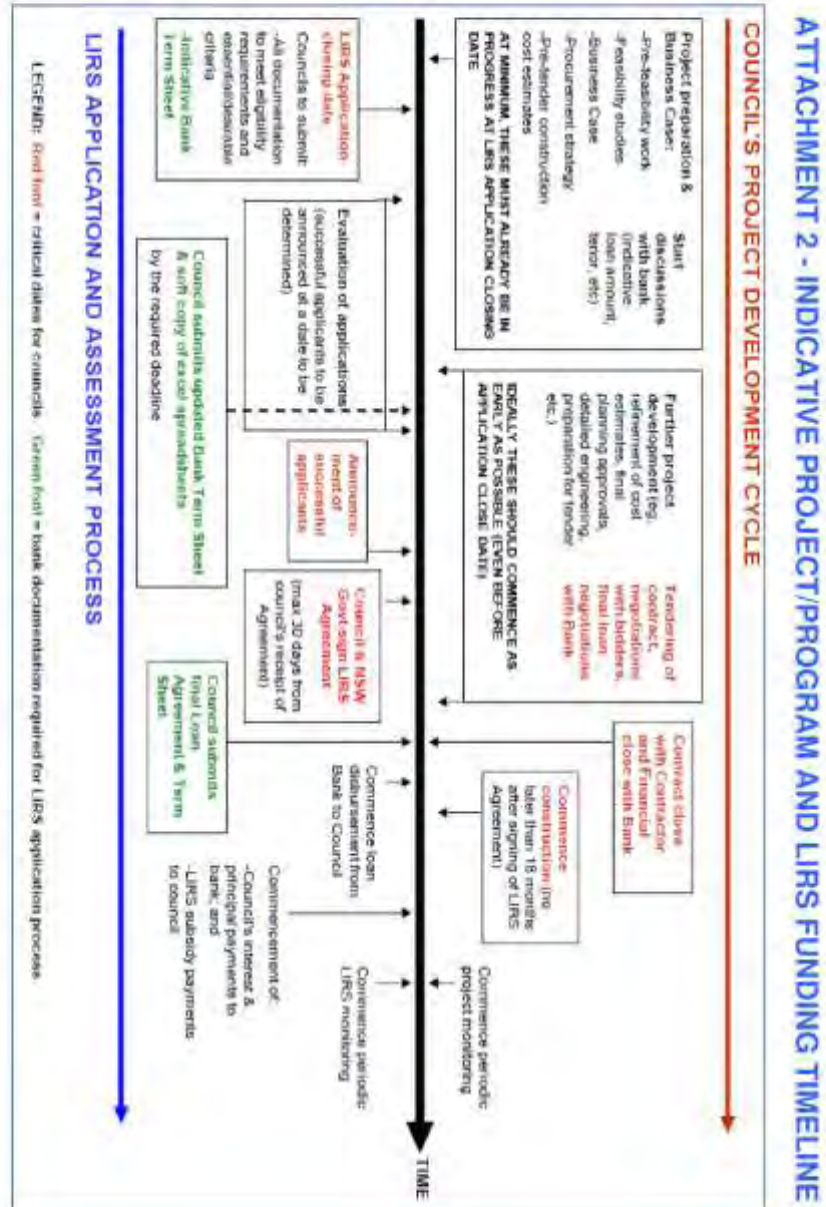 ATTACHMENT 2 - INDICATIVE PROJECT/PROGRAM AND LIRS FUNDING TIMELINE
COUNCIL'S PROJECT DEVELOPMENT CYCLE
Project preparation &
Business Case:
-Pre-feasibility work
-Feasibility studies
-Business Case
-Procurement strategy
-Pre-tender construction
cost estimates
Start
discussions
with bank
(indicative
loan amount,
tenor, etc)
AT MINIMUM, THESE MUST ALREADY BE IN
PROGRESS AT LIRS APPLICATION CLOSING
DATE
Further project
development (eg.
refinement of cost
estimates, final
planning approvals,
detailed engineering,
preparation for tender
etc.)
Tendering of
contract,
negotiations
with bidders,
final loan
negotiations
with Bank
IDEALLY THESE SHOULD COMMENCE AS
EARLY AS POSSIBLE (EVEN BEFORE
APPLICATION CLOSE DATE)
Contract close
with Contractor
and Financial
close with Bank
Commence
construction (no
later than 18 months
after signing of LIRS
Agreement)
Commence periodic
project monitoring
TIME
LIRS Application
closing date
Councils to submit:
-All documentation
to meet eligibility
requirements and
essential/desirable
criteria
-Indicative Bank
Term Sheet
Evaluation of applications
(successful applicants to be
announced at a date to be
determined)
Council submits updated Bank Term Sheet
& soft copy of excel spreadsheets
by the required deadline
Announce-
ment of
successful
applicants
Council & NSW
Govt sign LIRS
Agreement
(max 30 days from
council's receipt of
Agreement)
Council submits
final Loan
Agreement & Term
Sheet
Commence loan
disbursement from
Bank to Council
Commencement of:
-Council's interest &
principal payments to
bank; and
-LIRS subsidy payments
to council
Commence periodic
LIRS monitoring
LIRS APPLICATION AND ASSESSMENT PROCESS
LEGEND: Red font = critical dates for councils. Green font = bank documentation required for LIRS application process